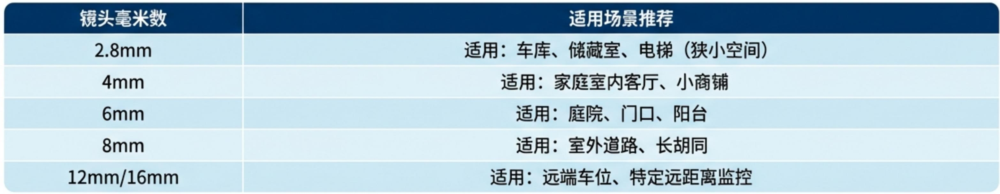 镜头毫米数 适用场景推荐
2.8mm 适用：车库、储藏室、电梯（狭小空间）
4mm 适用：家庭室内客厅、小商铺
6mm 适用：庭院、门口、阳台
8mm 适用：室外道路、长胡同
12mm/16mm 适用：远端车位、特定远距离监控